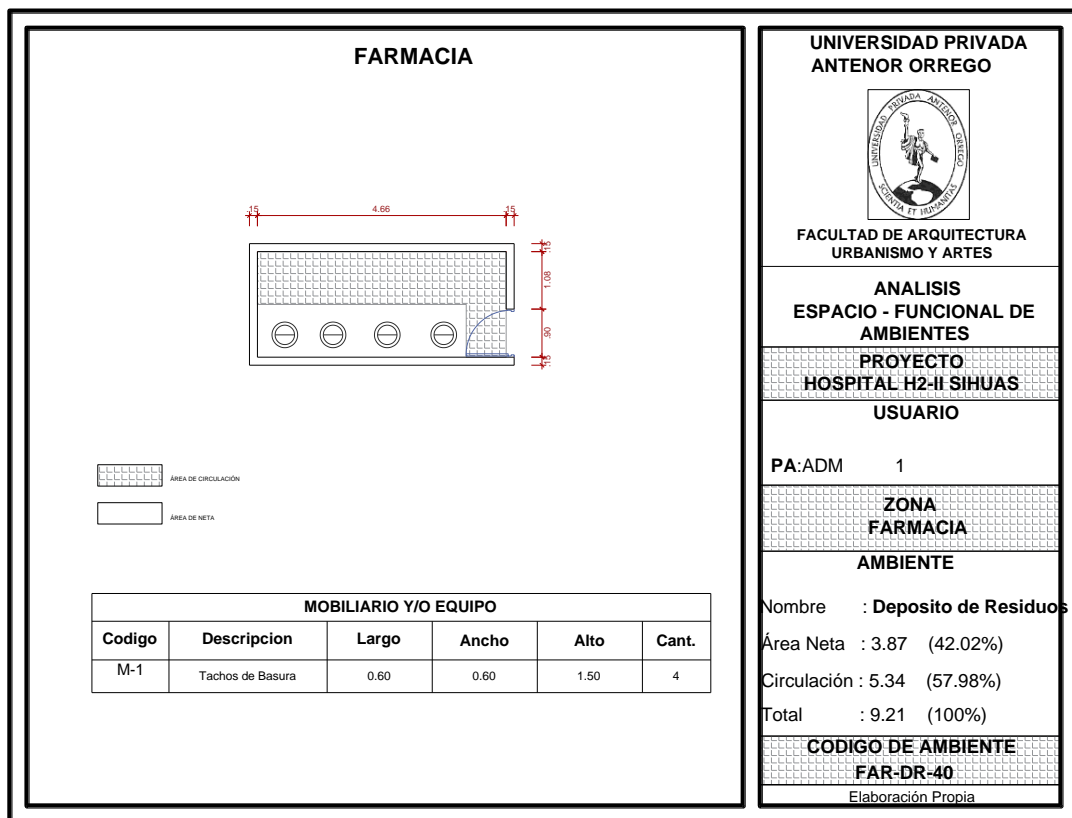 FARMACIA
.15 4.66 .15
.15
1.08
.90
.15
ÁREA DE CIRCULACIÓN
ÁREA DE NETA
MOBILIARIO Y/O EQUIPO
Codigo Descripcion Largo Ancho Alto Cant.
M-1 Tachos de Basura 0.60 0.60 1.50 4
UNIVERSIDAD PRIVADA
ANTENOR ORREGO
UNIVERSIDAD PRIVADA ANTENOR ORREGO
SCIENTIA ET HUMANITAS
FACULTAD DE ARQUITECTURA
URBANISMO Y ARTES
ANALISIS
ESPACIO - FUNCIONAL DE
AMBIENTES
PROYECTO
HOSPITAL H2-II SIHUAS
USUARIO
PA:ADM 1
ZONA
FARMACIA
AMBIENTE
Nombre : Deposito de Residuos
Área Neta : 3.87 (42.02%)
Circulación : 5.34 (57.98%)
Total : 9.21 (100%)
CODIGO DE AMBIENTE
FAR-DR-40
Elaboración Propia